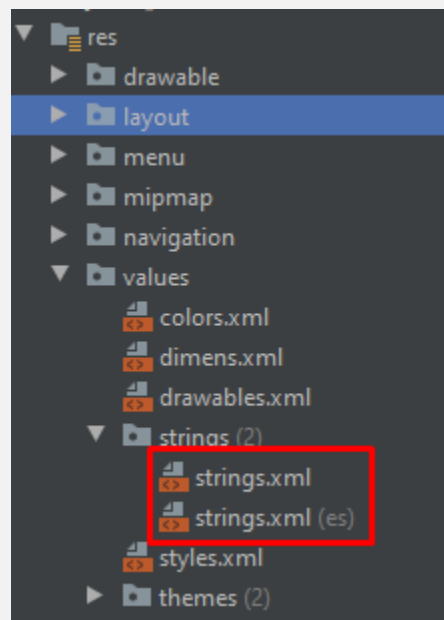 res
drawable
layout
menu
mipmap
navigation
values
colors.xml
dimens.xml
drawables.xml
strings (2)
strings.xml
strings.xml (es)
styles.xml
themes (2)